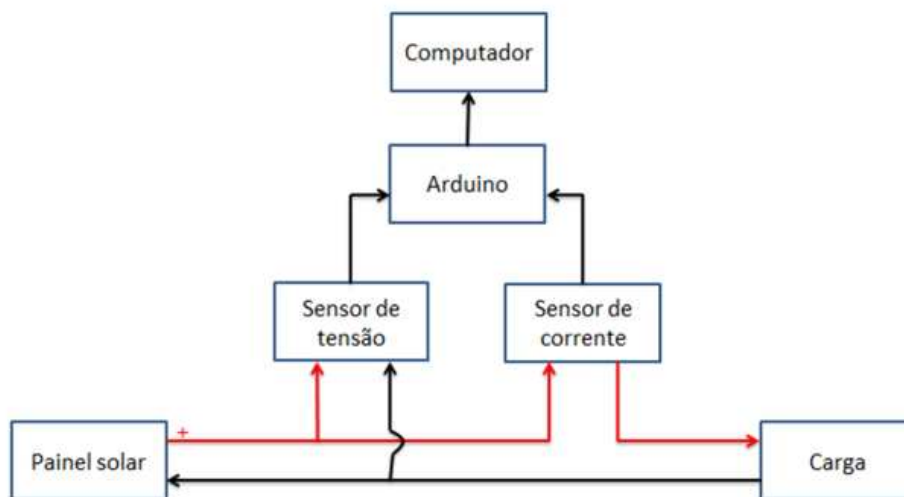 Computador
Arduino
Sensor de
tensão
Sensor de
corrente
+
Painel solar
Carga